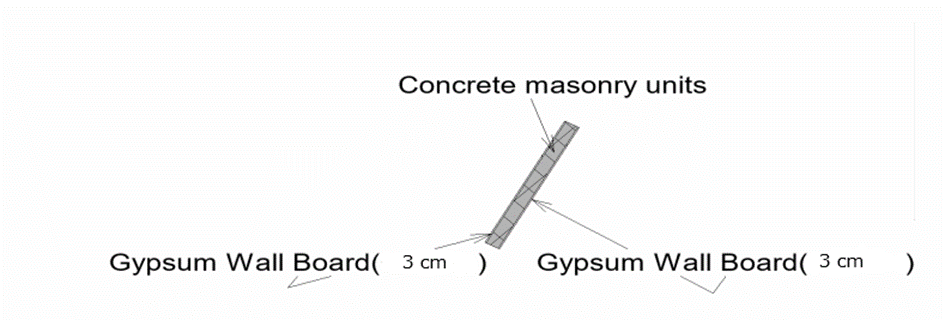 Concrete masonry units
Gypsum Wall Board( 3 cm )
Gypsum Wall Board( 3 cm )